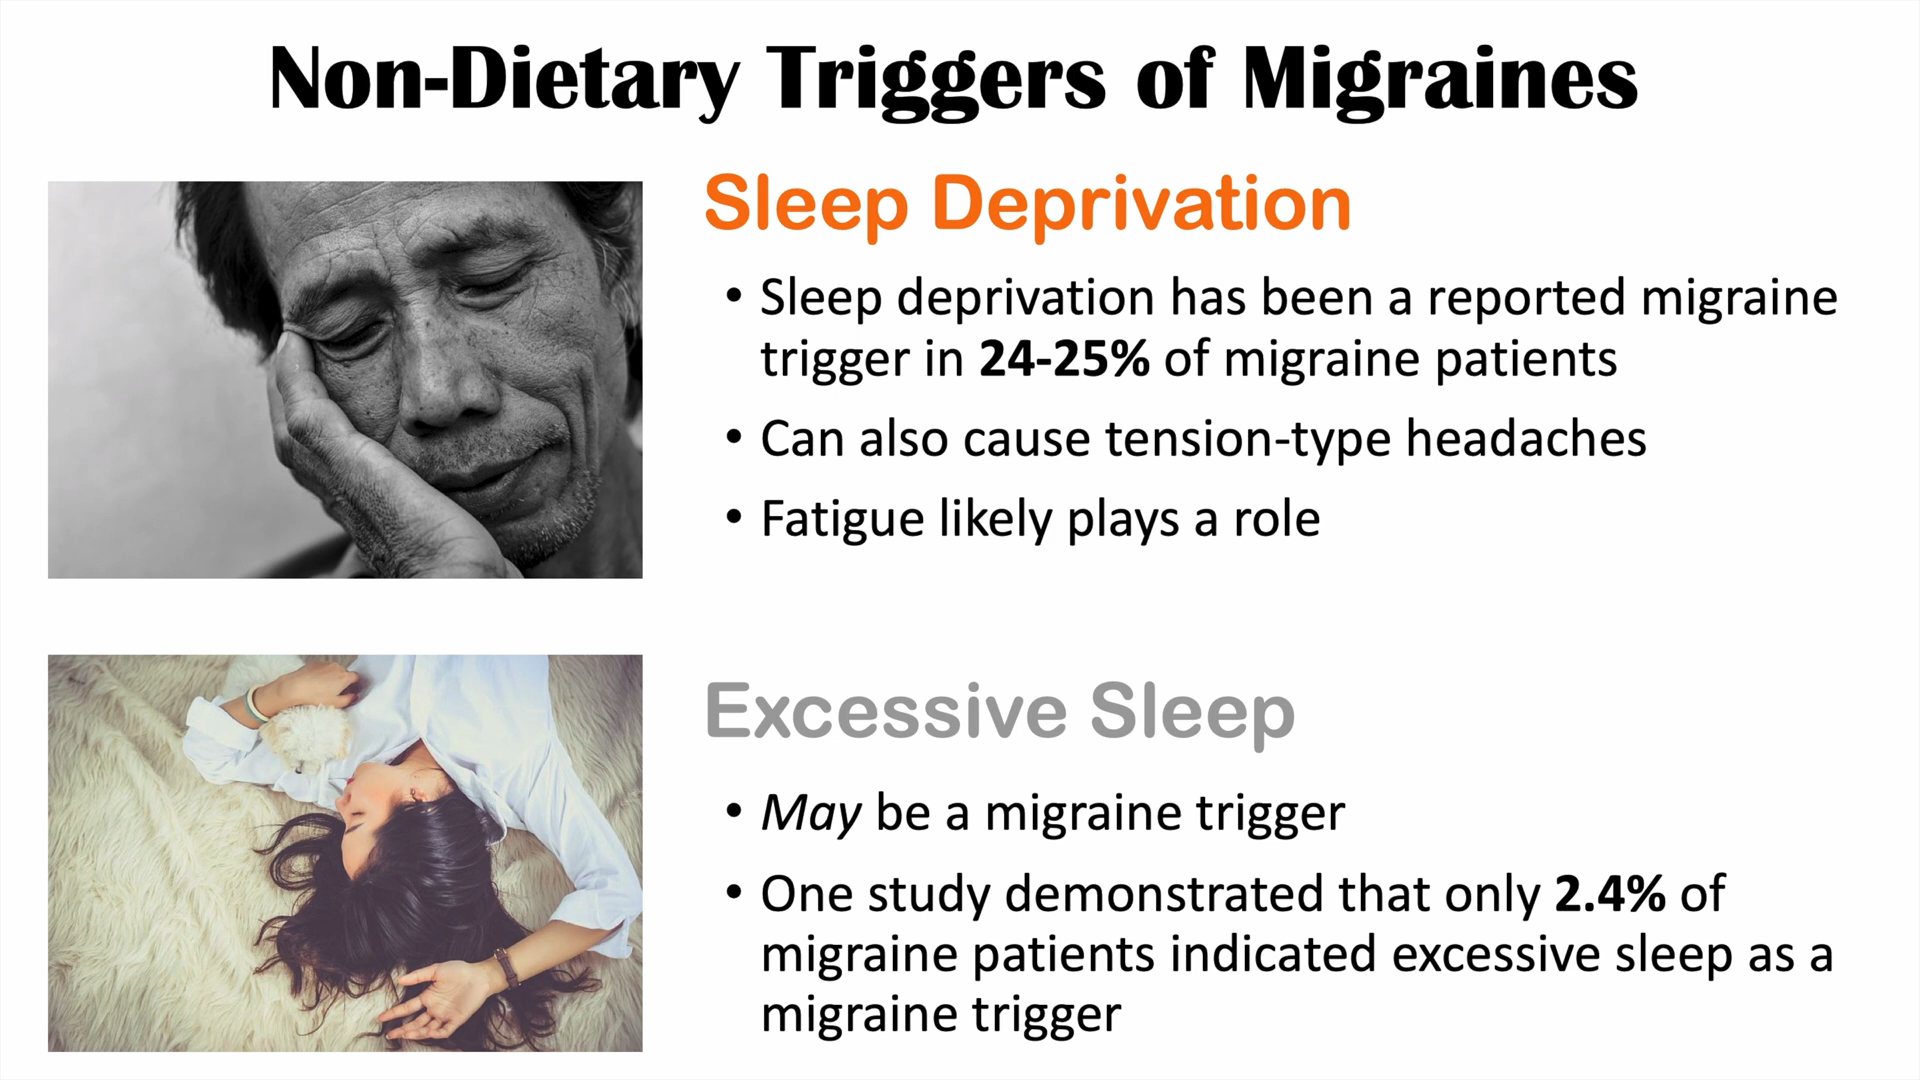 Non-Dietary Triggers of Migraines
Sleep Deprivation
• Sleep deprivation has been a reported migraine
trigger in 24-25% of migraine patients
• Can also cause tension-type headaches
• Fatigue likely plays a role
Excessive Sleep
• May be a migraine trigger
• One study demonstrated that only 2.4% of
migraine patients indicated excessive sleep as a
migraine trigger